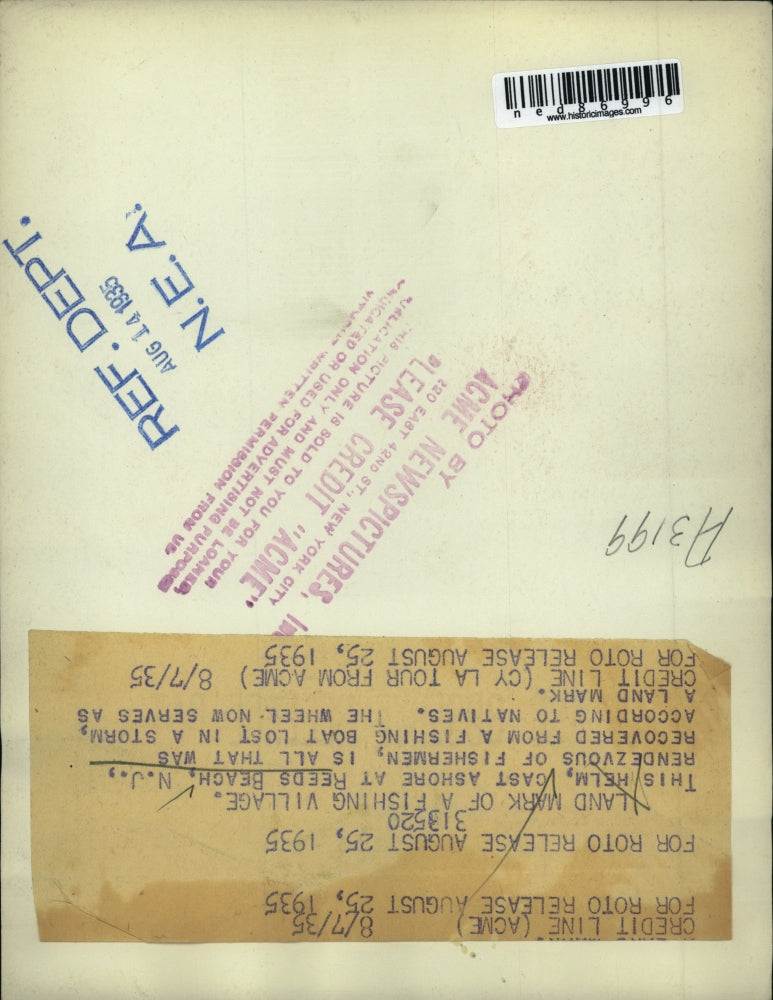 ned86996
www.historicimages.com
REF. DEPT.
AUG 14 1935
N.E.A.
PHOTO BY
ACME NEWSPICTURES, Inc
220 EAST 42ND ST., NEW YORK CITY
PLEASE CREDIT "ACME"
THIS PICTURE IS SOLD TO YOU FOR YOUR
PUBLICATION ONLY AND MUST NOT BE LOANED,
SYNDICATED OR USED FOR ADVERTISING PURPOSES
WITHOUT WRITTEN PERMISSION FROM US.
H3199
CREDIT LINE (ACME) 8/7/35
FOR ROTO RELEASE AUGUST 25, 1935
FOR ROTO RELEASE AUGUST 25, 1935
313520
LAND MARK OF A FISHING VILLAGE.
THIS HELM, CAST ASHORE AT REEDS BEACH, N.J.,
RENDEZVOUS OF FISHERMEN, IS ALL THAT WAS
RECOVERED FROM A FISHING BOAT LOST IN A STORM,
ACCORDING TO NATIVES. THE WHEEL NOW SERVES AS
A LAND MARK.
CREDIT LINE (CY LA TOUR FROM ACME) 8/7/35
FOR ROTO RELEASE AUGUST 25, 1935